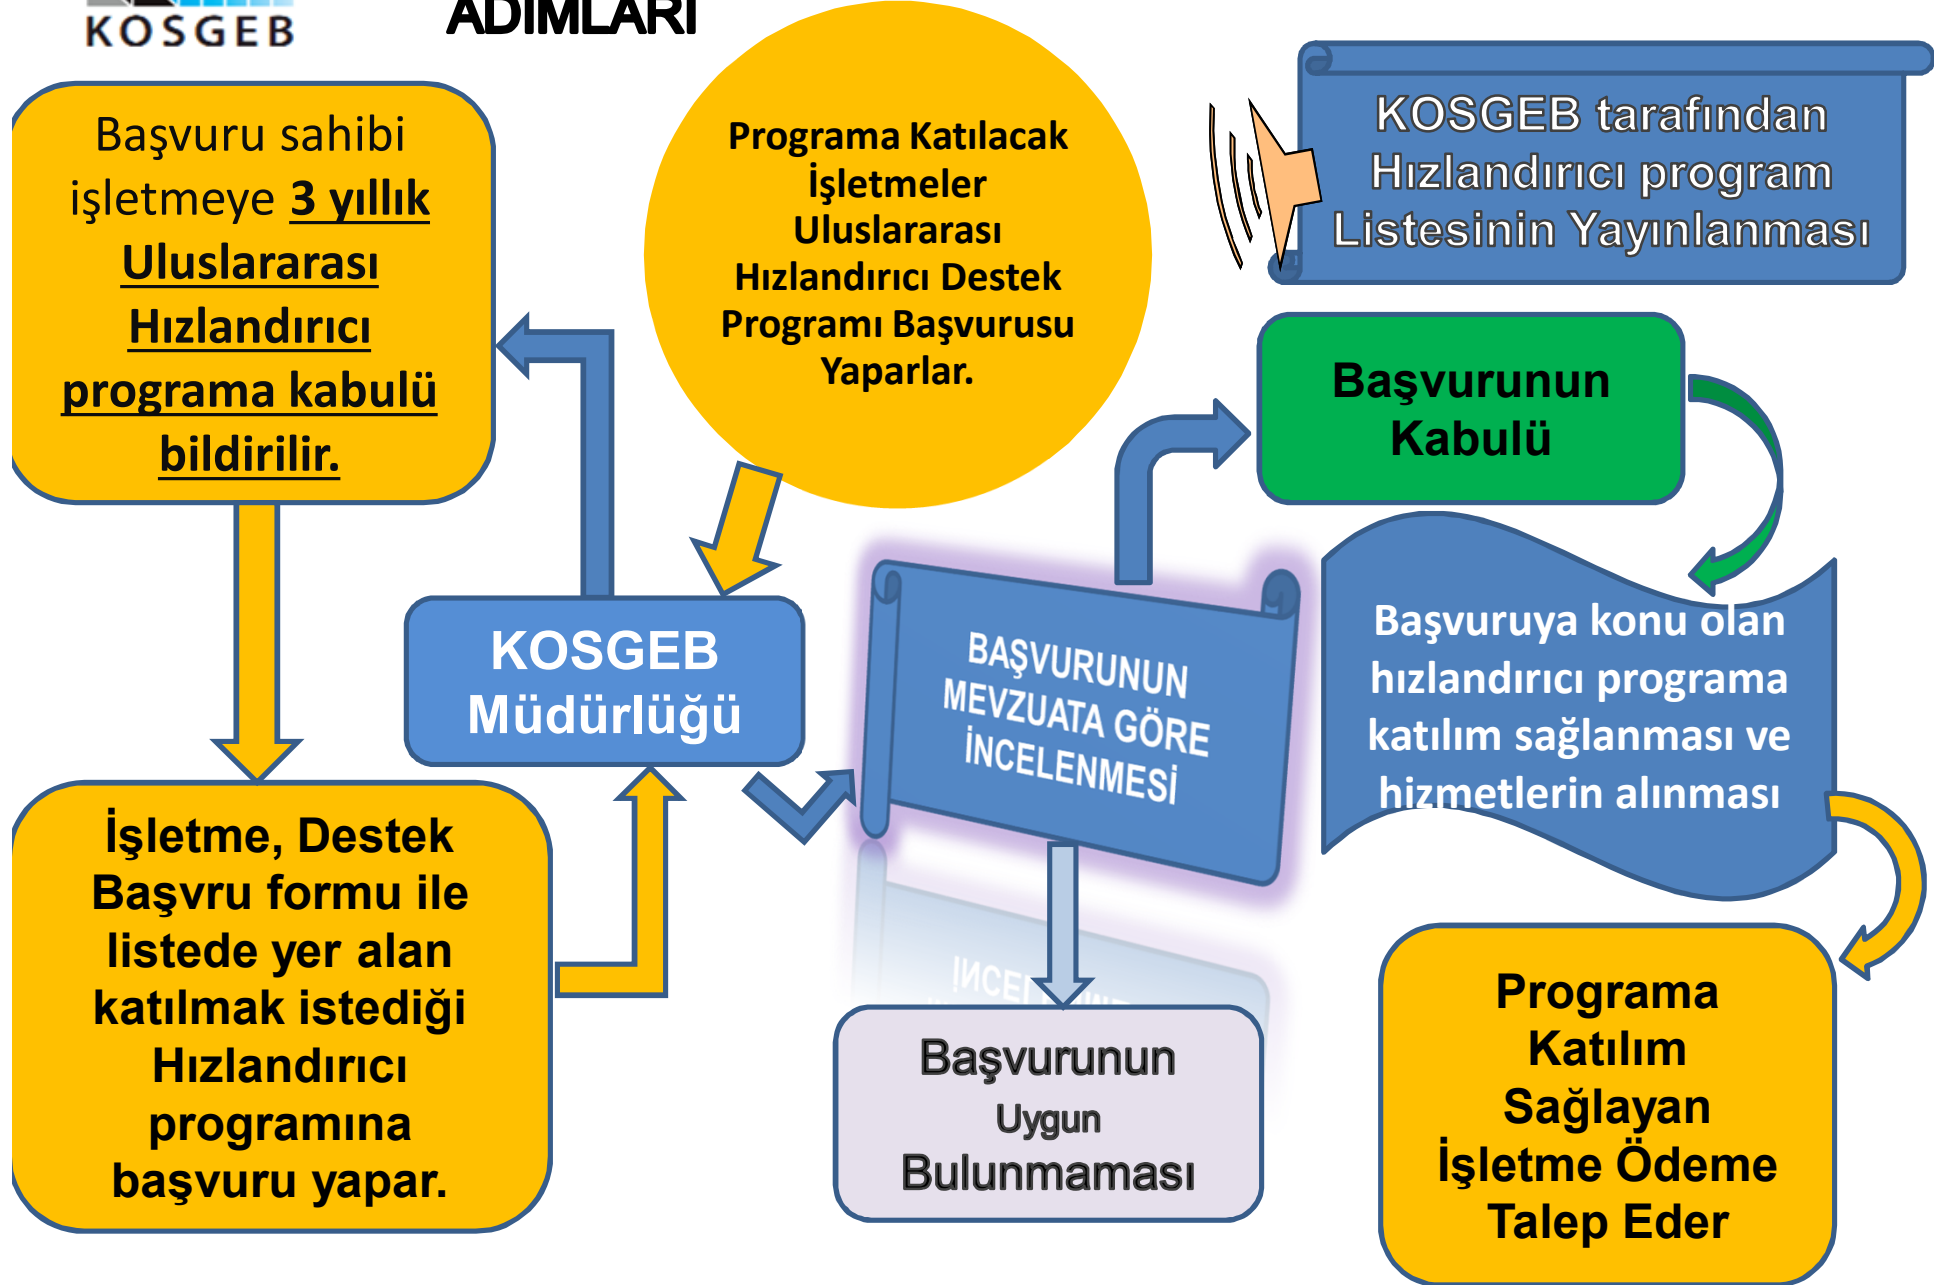 KOSGEB
ADIMLARI
Başvuru sahibi
işletmeye 3 yıllık
Uluslararası
Hızlandırıcı
programa kabulü
bildirilir.
Programa Katılacak
İşletmeler
Uluslararası
Hızlandırıcı Destek
Programı Başvurusu
Yaparlar.
KOSGEB tarafından
Hızlandırıcı program
Listesinin Yayınlanması
Başvurunun
Kabulü
KOSGEB
Müdürlüğü
BAŞVURUNUN
MEVZUATA GÖRE
İNCELENMESİ
Başvuruya konu olan
hızlandırıcı programa
katılım sağlanması ve
hizmetlerin alınması
İşletme, Destek
Başvru formu ile
listede yer alan
katılmak istediği
Hızlandırıcı
programına
başvuru yapar.
Başvurunun
Uygun
Bulunmaması
Programa
Katılım
Sağlayan
İşletme Ödeme
Talep Eder